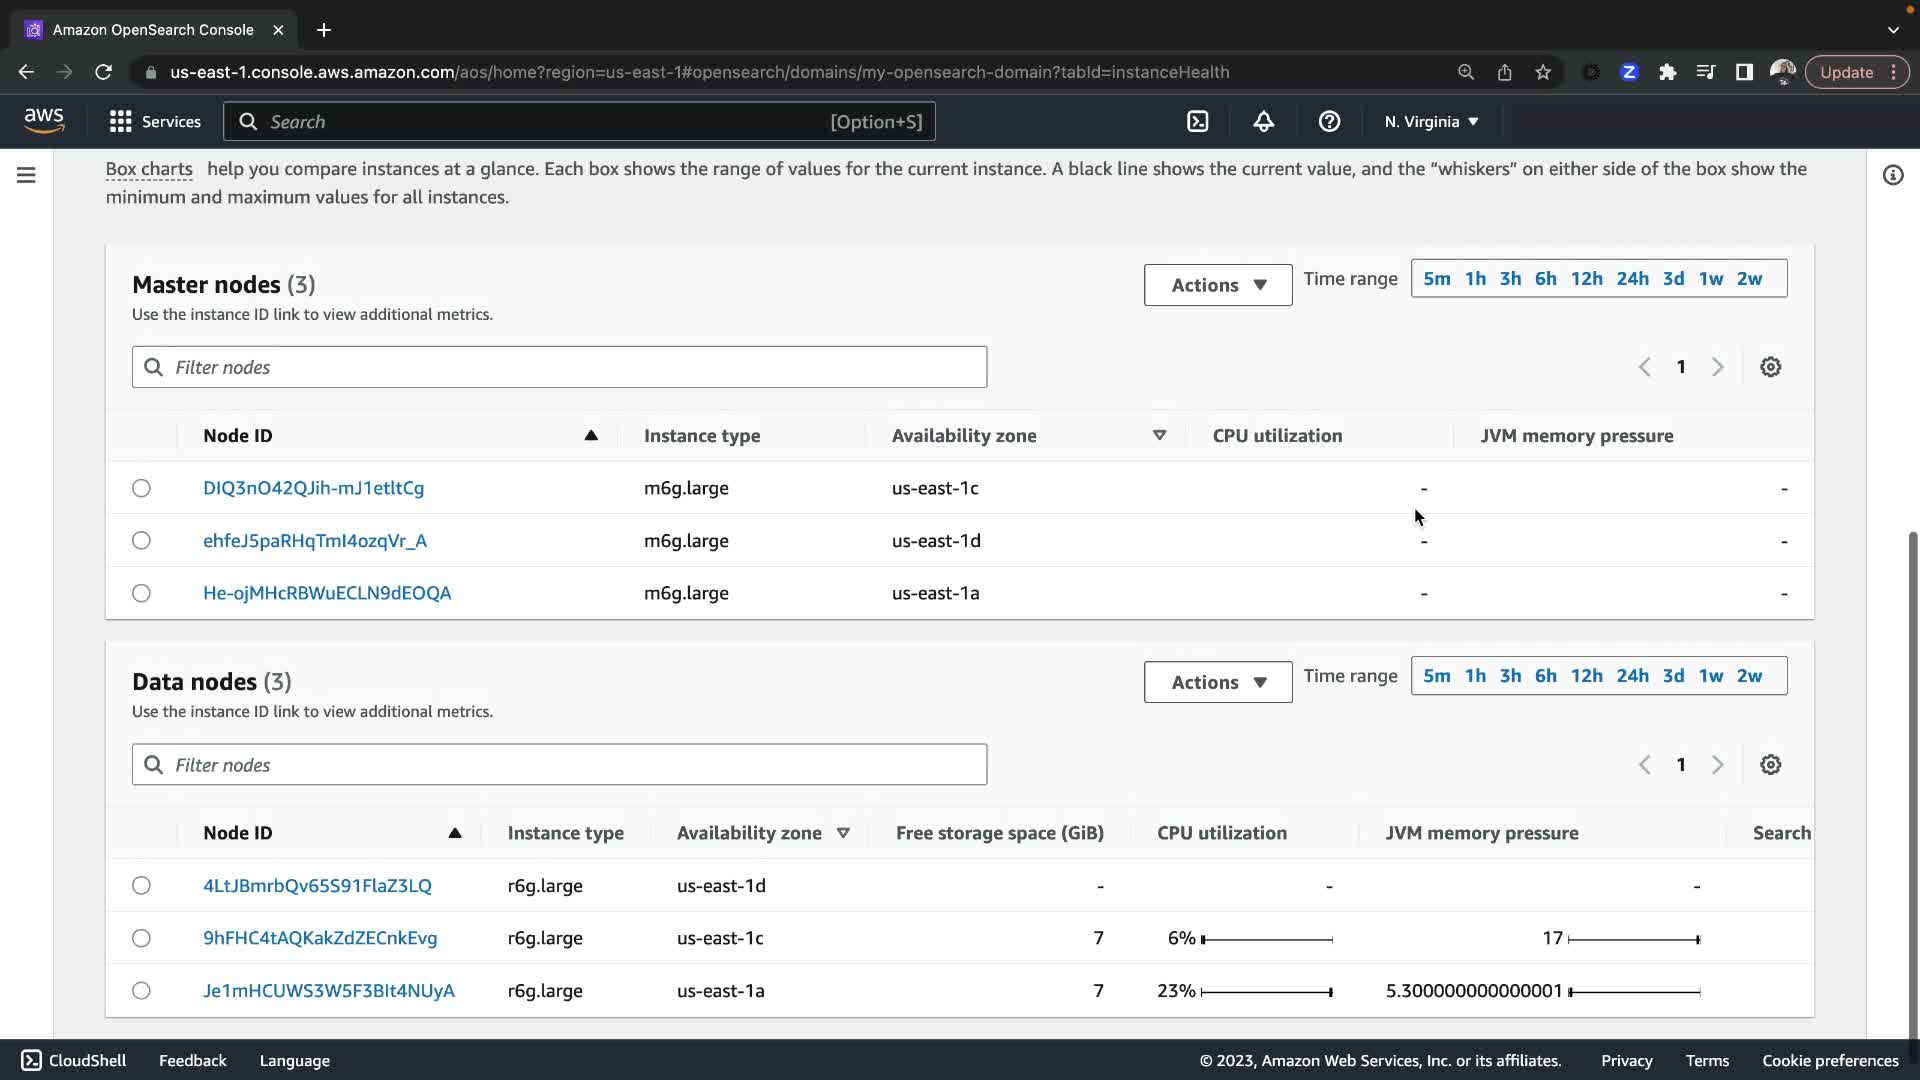 Amazon OpenSearch Console
us-east-1.console.aws.amazon.com/aos/home?region=us-east-1#opensearch/domains/my-opensearch-domain?tabId=instanceHealth
Z
Update
aws
Services
Search
[Option+S]
N. Virginia
Box charts help you compare instances at a glance. Each box shows the range of values for the current instance. A black line shows the current value, and the “whiskers” on either side of the box show the
minimum and maximum values for all instances.
Master nodes (3)
Use the instance ID link to view additional metrics.
Actions
Time range
5m 1h 3h 6h 12h 24h 3d 1w 2w
Filter nodes
1
Node ID Instance type Availability zone CPU utilization JVM memory pressure
DIQ3nO42QJih-mJ1etltCg m6g.large us-east-1c - -
ehfeJ5paRHqTmI4ozqVr_A m6g.large us-east-1d - -
He-ojMHcRBWuECLN9dEOQA m6g.large us-east-1a - -
Data nodes (3)
Use the instance ID link to view additional metrics.
Actions
Time range
5m 1h 3h 6h 12h 24h 3d 1w 2w
Filter nodes
1
Node ID Instance type Availability zone Free storage space (GiB) CPU utilization JVM memory pressure Search
4LtJBmrbQv65S91FlaZ3LQ r6g.large us-east-1d - - -
9hFHC4tAQKakZdZECnkEvg r6g.large us-east-1c 7 6% 17
Je1mHCUWS3W5F3BIt4NUyA r6g.large us-east-1a 7 23% 5.300000000000001
CloudShell Feedback Language
© 2023, Amazon Web Services, Inc. or its affiliates. Privacy Terms Cookie preferences